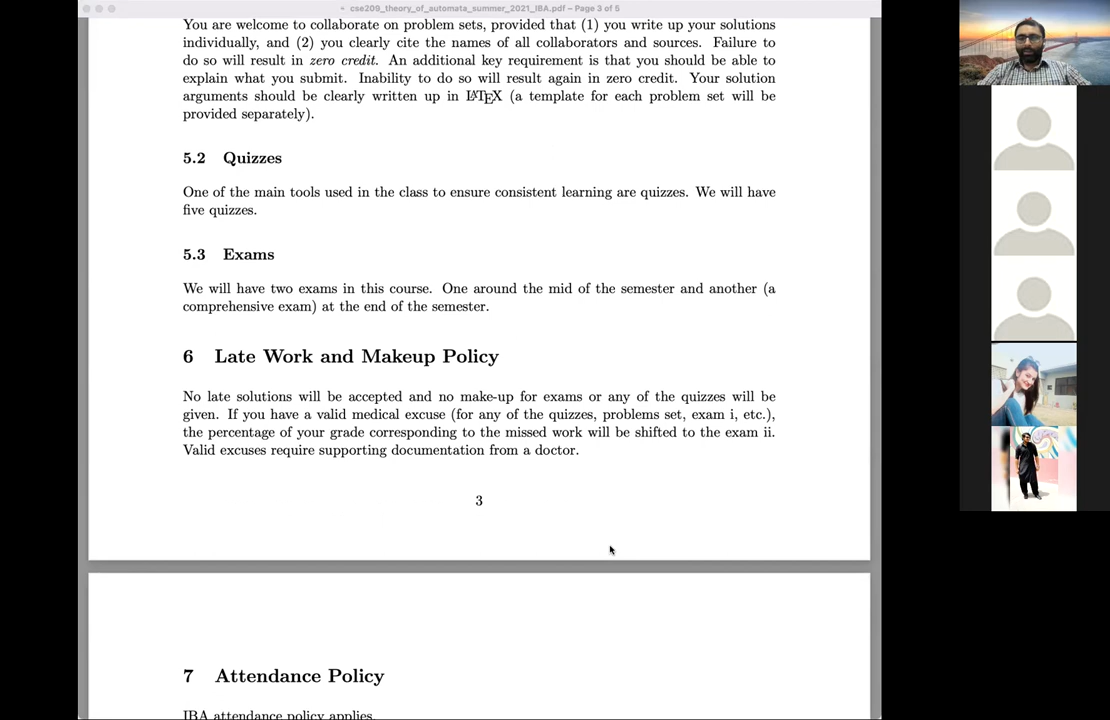 cse209_theory_of_automata_summer_2021_IBA.pdf – Page 3 of 5
You are welcome to collaborate on problem sets, provided that (1) you write up your solutions
individually, and (2) you clearly cite the names of all collaborators and sources. Failure to
do so will result in zero credit. An additional key requirement is that you should be able to
explain what you submit. Inability to do so will result again in zero credit. Your solution
arguments should be clearly written up in LATEX (a template for each problem set will be
provided separately).
5.2 Quizzes
One of the main tools used in the class to ensure consistent learning are quizzes. We will have
five quizzes.
5.3 Exams
We will have two exams in this course. One around the mid of the semester and another (a
comprehensive exam) at the end of the semester.
6 Late Work and Makeup Policy
No late solutions will be accepted and no make-up for exams or any of the quizzes will be
given. If you have a valid medical excuse (for any of the quizzes, problems set, exam i, etc.),
the percentage of your grade corresponding to the missed work will be shifted to the exam ii.
Valid excuses require supporting documentation from a doctor.
3
7 Attendance Policy
IBA attendance policy applies.